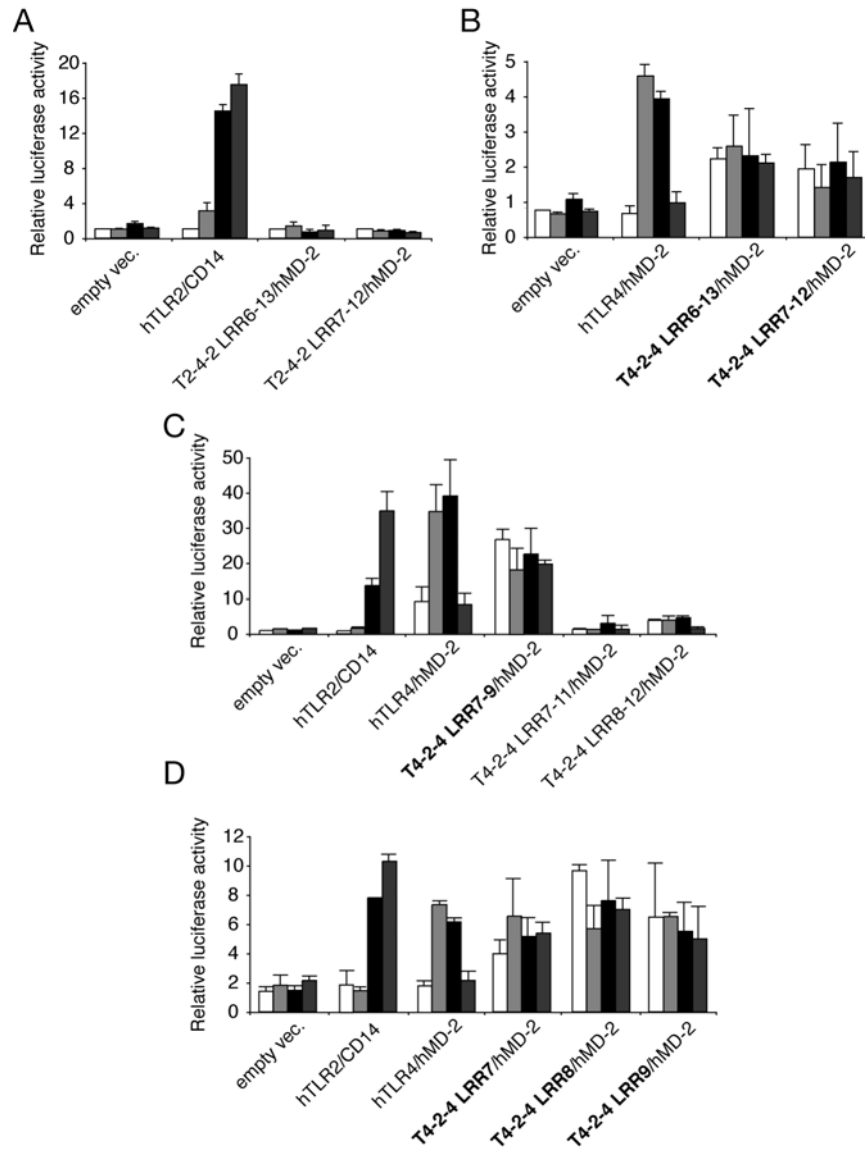 A
Relative luciferase activity
20
16
12
8
4
0
empty vec.
hTLR2/CD14
T2-4-2 LRR6-13/hMD-2
T2-4-2 LRR7-12/hMD-2
B
Relative luciferase activity
5
4
3
2
1
0
empty vec.
hTLR4/hMD-2
T4-2-4 LRR6-13/hMD-2
T4-2-4 LRR7-12/hMD-2
C
Relative luciferase activity
50
40
30
20
10
0
empty vec.
hTLR2/CD14
hTLR4/hMD-2
T4-2-4 LRR7-9/hMD-2
T4-2-4 LRR7-11/hMD-2
T4-2-4 LRR8-12/hMD-2
D
Relative luciferase activity
12
10
8
6
4
2
0
empty vec.
hTLR2/CD14
hTLR4/hMD-2
T4-2-4 LRR7/hMD-2
T4-2-4 LRR8/hMD-2
T4-2-4 LRR9/hMD-2